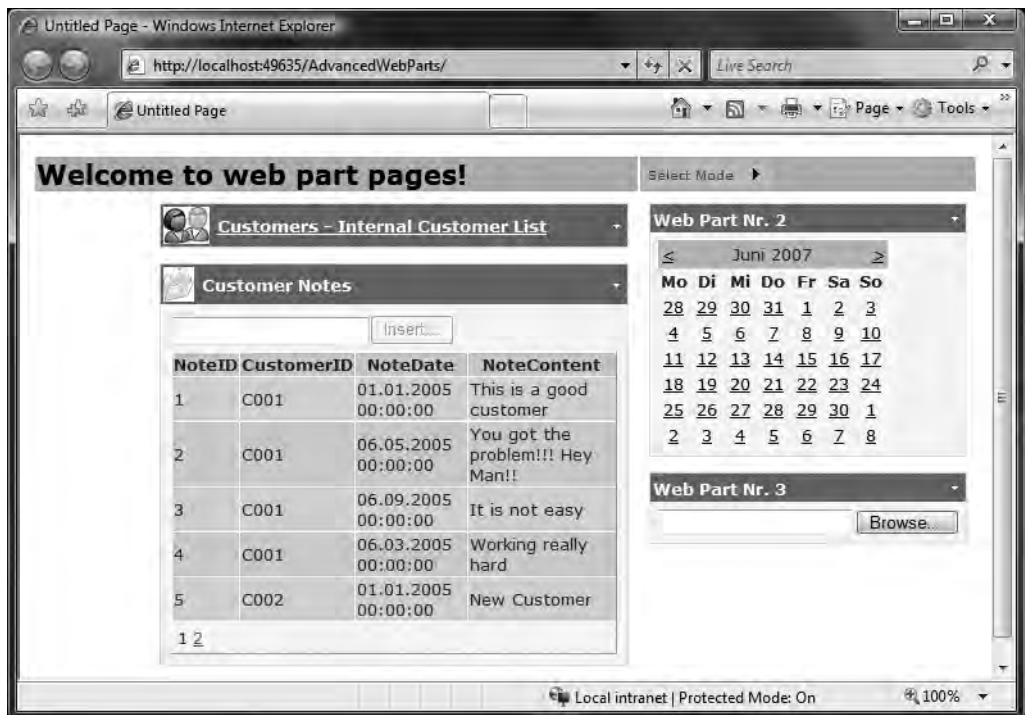 Untitled Page - Windows Internet Explorer
http://localhost:49635/AdvancedWebParts/
Live Search
Untitled Page
Page
Tools
Welcome to web part pages!
Select Mode
Customers - Internal Customer List
Customer Notes
Insert...
NoteID CustomerID NoteDate NoteContent
1 C001 01.01.2005 00:00:00 This is a good customer
2 C001 06.05.2005 00:00:00 You got the problem!!! Hey Man!!
3 C001 06.09.2005 00:00:00 It is not easy
4 C001 06.03.2005 00:00:00 Working really hard
5 C002 01.01.2005 00:00:00 New Customer
1 2
Web Part Nr. 2
< Juni 2007 >
Mo Di Mi Do Fr Sa So
28 29 30 31 1 2 3
4 5 6 7 8 9 10
11 12 13 14 15 16 17
18 19 20 21 22 23 24
25 26 27 28 29 30 1
2 3 4 5 6 7 8
Web Part Nr. 3
Browse...
Local intranet | Protected Mode: On
100%